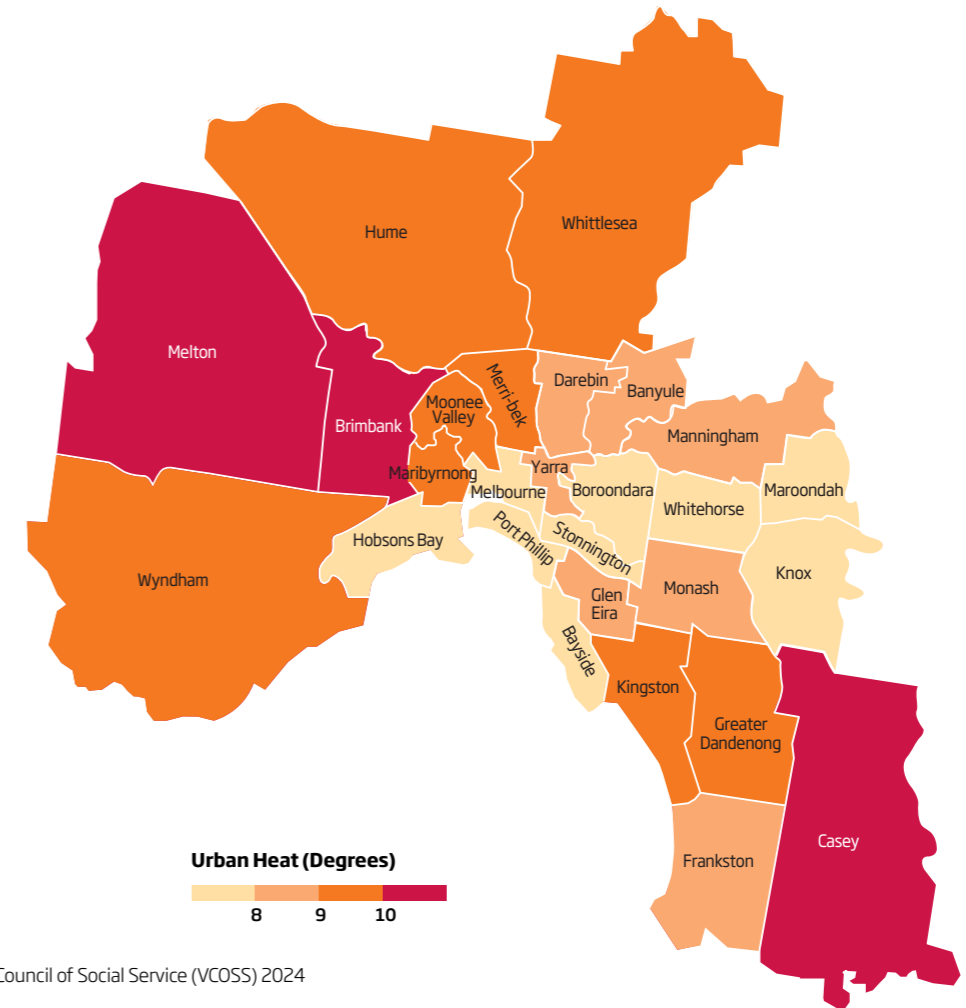 Whittlesea
Hume
Melton
Merri-bek
Darebin
Banyule
Moonee
Valley
Brimbank
Manningham
Maribyrnong
Yarra
Melbourne
Boroondara
Maroondah
Whitehorse
Port Phillip
Stonnington
Hobsons Bay
Knox
Wyndham
Monash
Glen
Eira
Bayside
Kingston
Greater
Dandenong
Casey
Frankston
Urban Heat (Degrees)
8 9 10
Council of Social Service (VCOSS) 2024